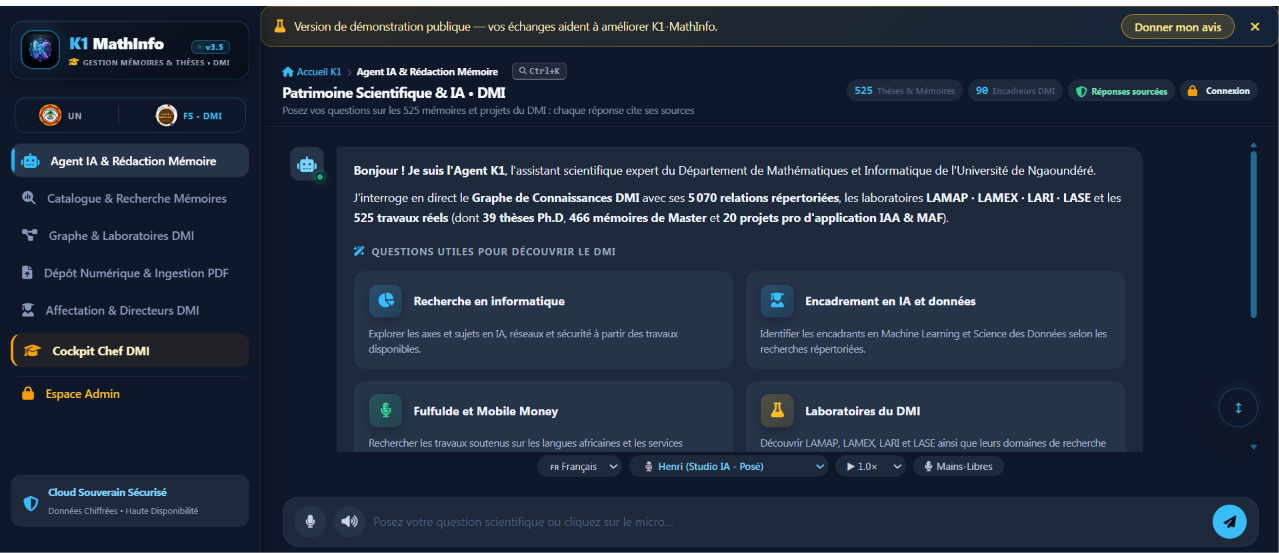 K1 MathInfo
v3.5
GESTION MÉMOIRES & THÈSES • DMI
UN
FS • DMI
Agent IA & Rédaction Mémoire
Catalogue & Recherche Mémoires
Graphe & Laboratoires DMI
Dépôt Numérique & Ingestion PDF
Affectation & Directeurs DMI
Cockpit Chef DMI
Espace Admin
Cloud Souverain Sécurisé
Données Chiffrées • Haute Disponibilité
Version de démonstration publique — vos échanges aident à améliorer K1-MathInfo.
Donner mon avis
Accueil K1 › Agent IA & Rédaction Mémoire
Ctrl+K
Patrimoine Scientifique & IA • DMI
Posez vos questions sur les 525 mémoires et projets du DMI : chaque réponse cite ses sources
525 Thèses & Mémoires
90 Encadreurs DMI
Réponses sourcées
Connexion
Bonjour ! Je suis l'Agent K1, l'assistant scientifique expert du Département de Mathématiques et Informatique de l'Université de Ngaoundéré.
J'interroge en direct le Graphe de Connaissances DMI avec ses 5 070 relations répertoriées, les laboratoires LAMAP · LAMEX · LARI · LASE et les
525 travaux réels (dont 39 thèses Ph.D, 466 mémoires de Master et 20 projets pro d'application IAA & MAF).
QUESTIONS UTILES POUR DÉCOUVRIR LE DMI
Recherche en informatique
Explorer les axes et sujets en IA, réseaux et sécurité à partir des travaux
disponibles.
Encadrement en IA et données
Identifier les encadrants en Machine Learning et Science des Données selon les
recherches répertoriées.
Fulfulde et Mobile Money
Rechercher les travaux soutenus sur les langues africaines et les services
Laboratoires du DMI
Découvrir LAMAP, LAMEX, LARI et LASE ainsi que leurs domaines de recherche
FR Français
Henri (Studio IA - Posé)
1.0×
Mains-Libres
Posez votre question scientifique ou cliquez sur le micro...